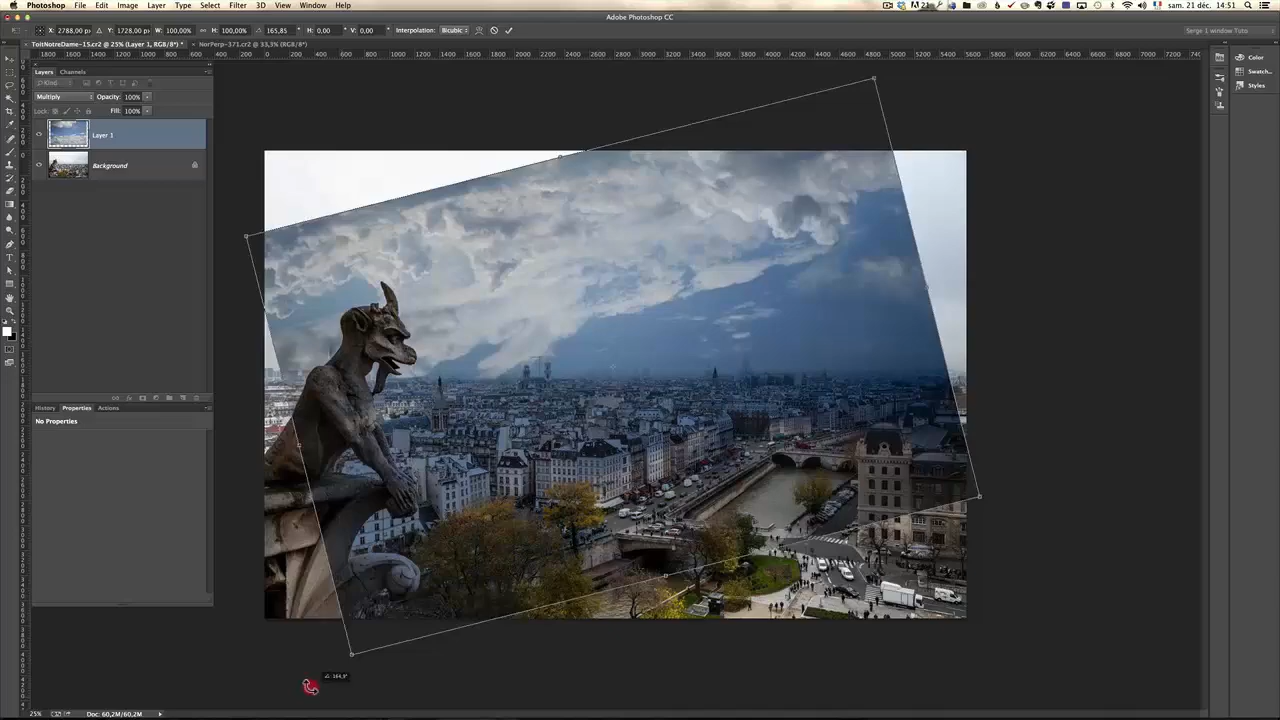 Photoshop File Edit Image Layer Type Select Filter 3D View Window Help sam. 21 déc. 14:51
Adobe Photoshop CC
X: 2788,00 px Y: 1728,00 px W: 100,00% H: 100,00% 165,85 H: 0,00 V: 0,00 Interpolation: Bicubic Serge 1 window Tuto
ToitNotreDame-15.cr2 @ 25% (Layer 1, RGB/8*) * NorPerp-371.cr2 @ 33,3% (RGB/8*)
Layers Channels
Kind
Multiply Opacity: 100%
Lock: Fill: 100%
Layer 1
Background
History Properties Actions
No Properties
Color
Swatch...
Styles
164,9°
25% Doc: 60,2M/60,2M